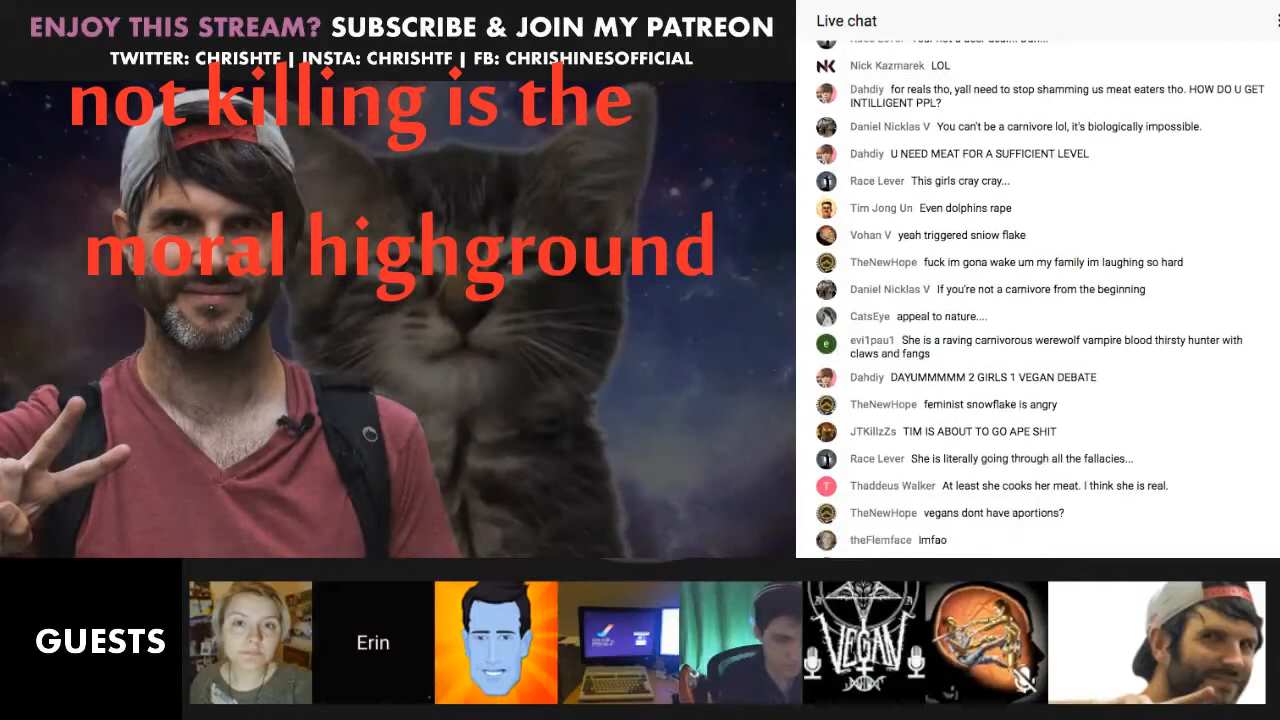 ENJOY THIS STREAM? SUBSCRIBE & JOIN MY PATREON
TWITTER: CHRISHTF | INSTA: CHRISHTF | FB: CHRISHINESOFFICIAL
not killing is the
moral highground
Live chat
Nick Kazmarek LOL
Dahdiy for reals tho, yall need to stop shamming us meat eaters tho. HOW DO U GET
INTILLIGENT PPL?
Daniel Nicklas V You can't be a carnivore lol, it's biologically impossible.
Dahdiy U NEED MEAT FOR A SUFFICIENT LEVEL
Race Lever This girls cray cray...
Tim Jong Un Even dolphins rape
Vohan V yeah triggered sniow flake
TheNewHope fuck im gona wake um my family im laughing so hard
Daniel Nicklas V If you're not a carnivore from the beginning
CatsEye appeal to nature....
e evi1pau1 She is a raving carnivorous werewolf vampire blood thirsty hunter with
claws and fangs
Dahdiy DAYUMMMMM 2 GIRLS 1 VEGAN DEBATE
TheNewHope feminist snowflake is angry
JTKillzZs TIM IS ABOUT TO GO APE SHIT
Race Lever She is literally going through all the fallacies...
T Thaddeus Walker At least she cooks her meat. I think she is real.
TheNewHope vegans dont have aportions?
theFlemface lmfao
GUESTS
Erin
VEGAN